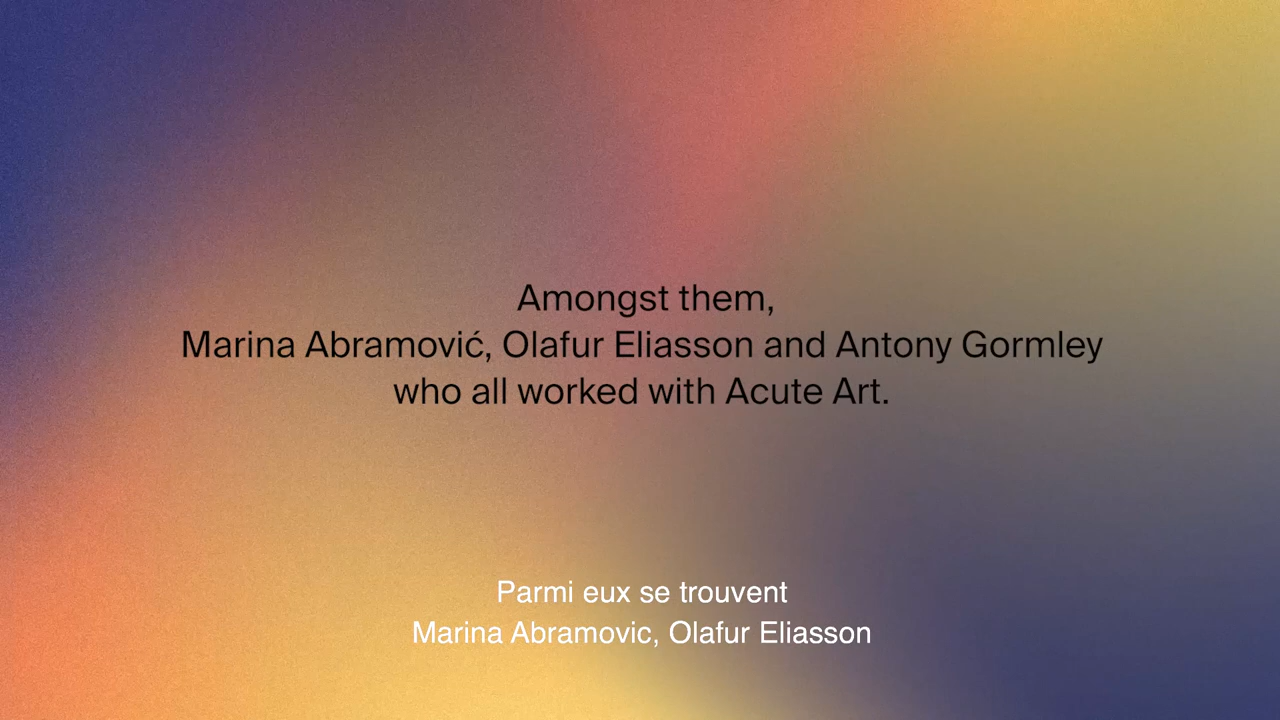 Amongst them,
Marina Abramović, Olafur Eliasson and Antony Gormley
who all worked with Acute Art.
Parmi eux se trouvent
Marina Abramovic, Olafur Eliasson